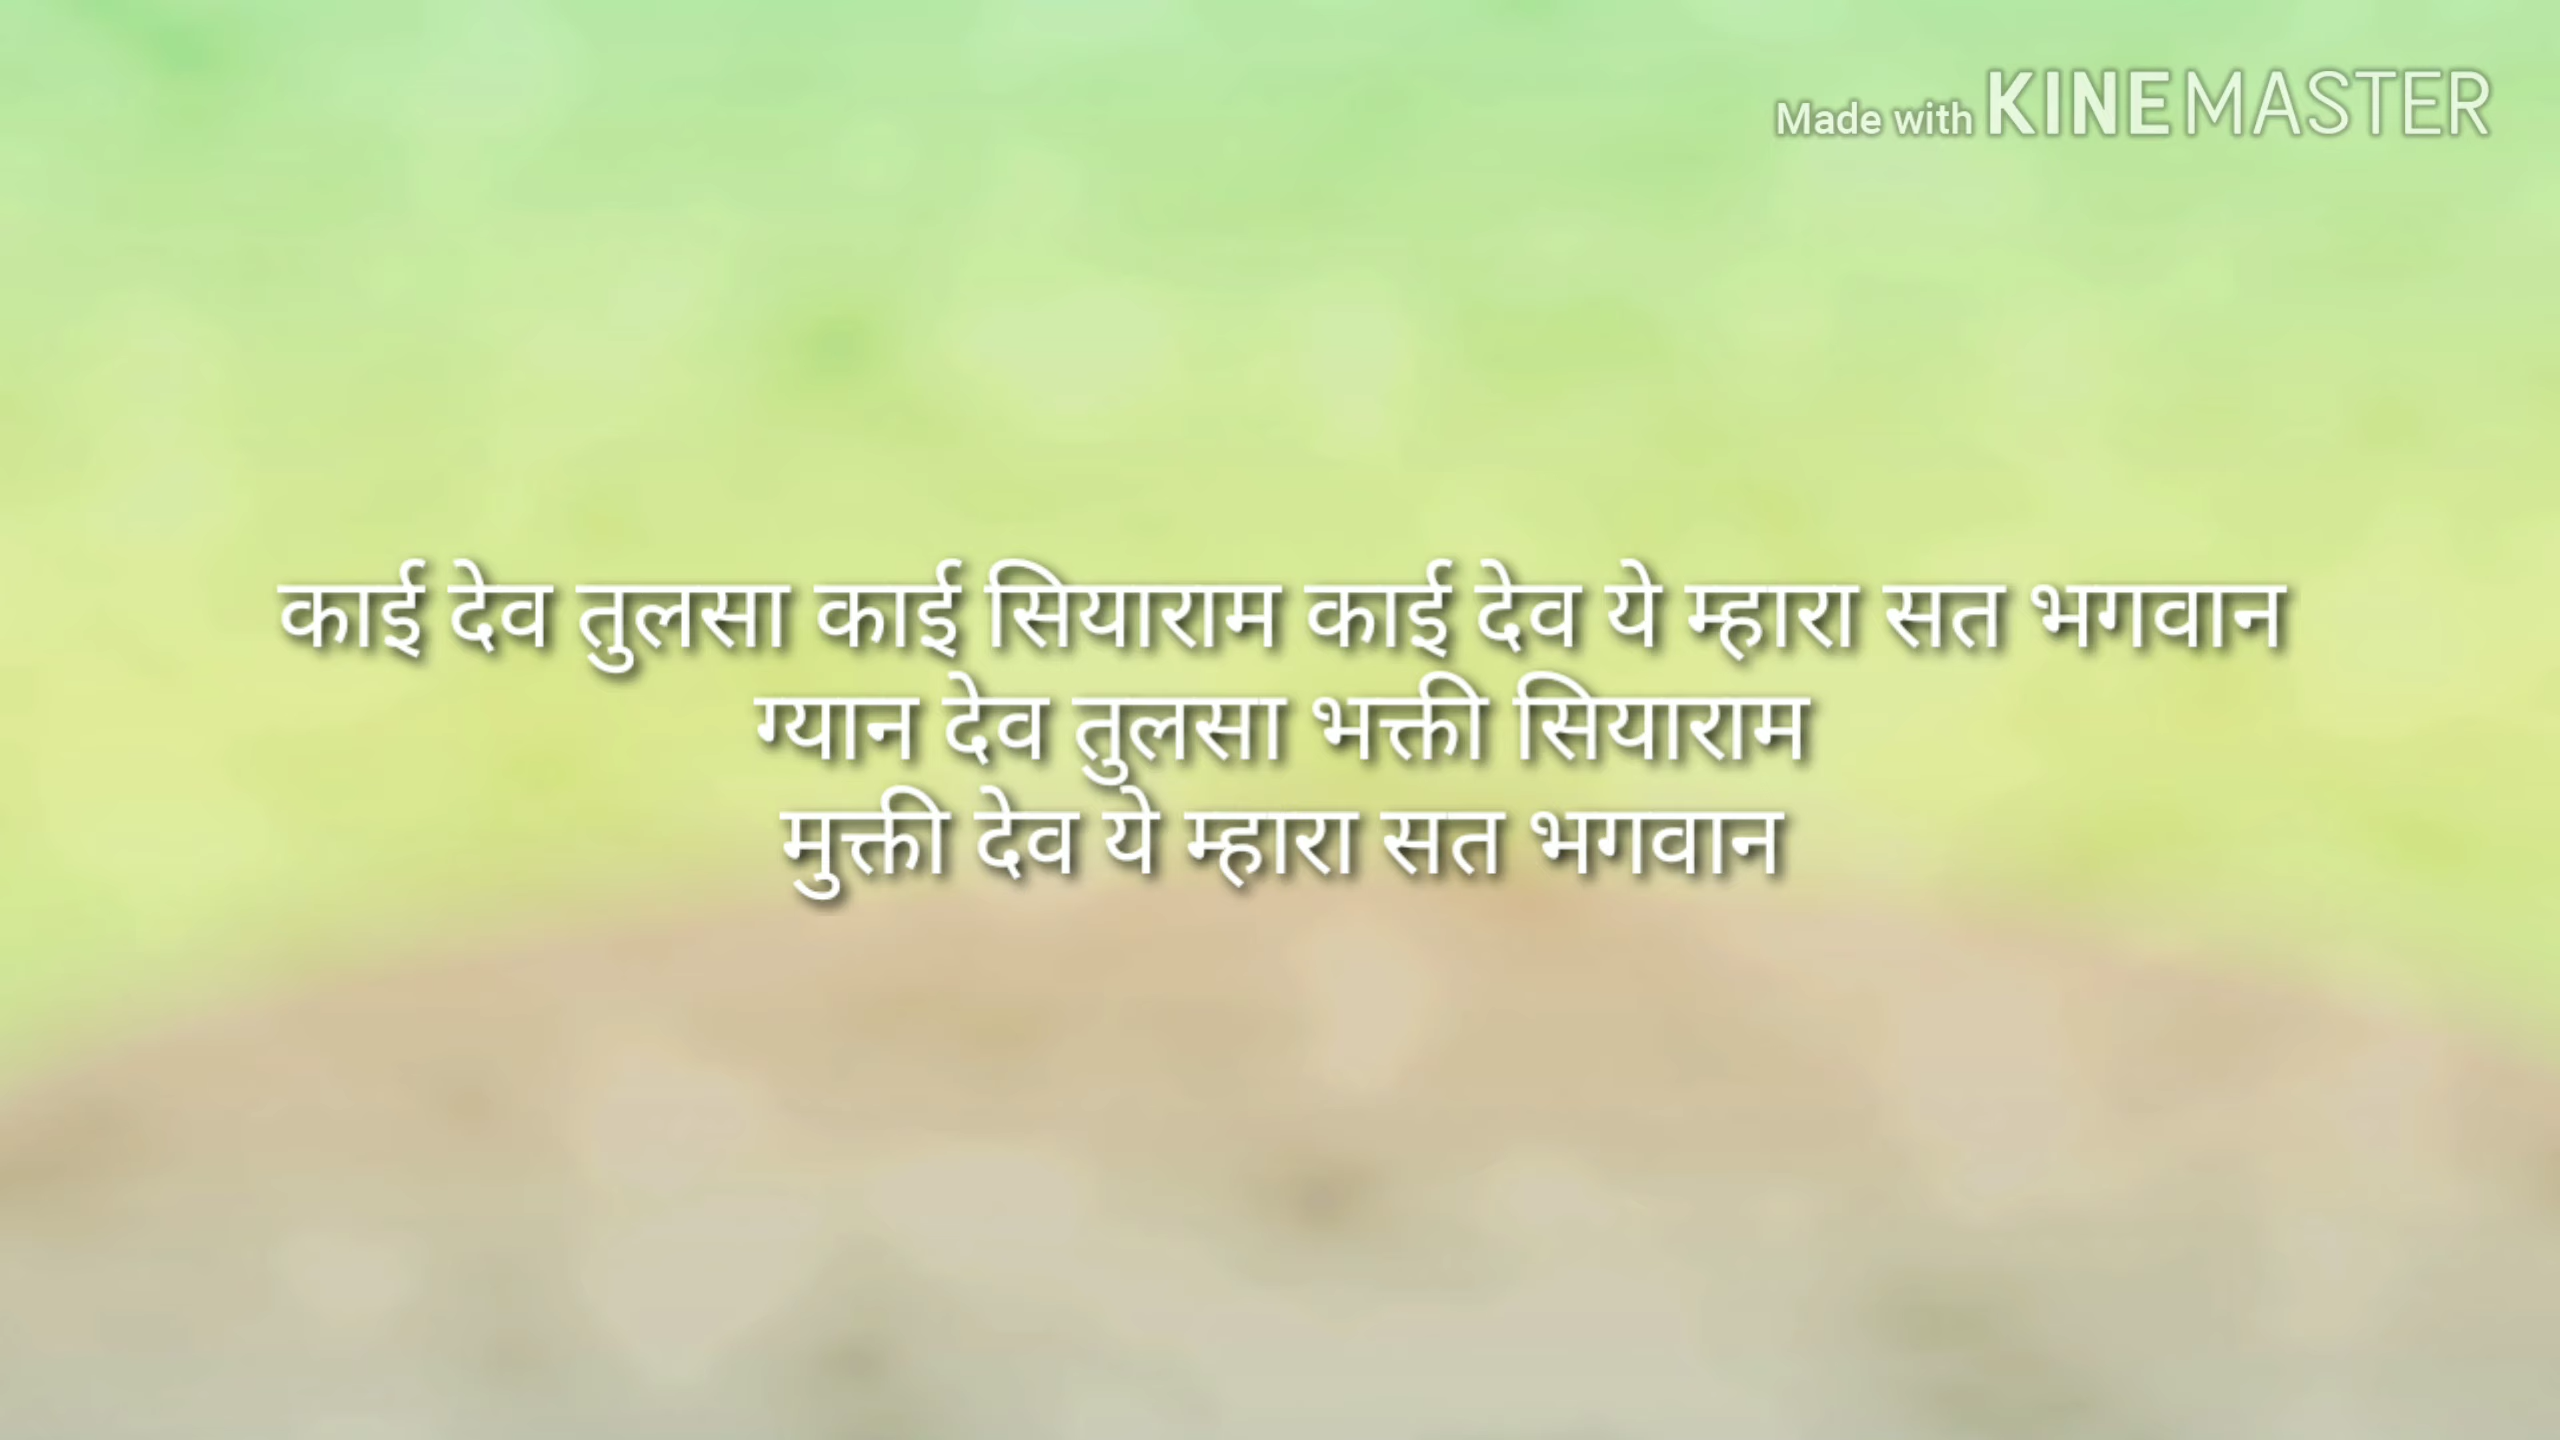 Made with KINEMASTER
काई देव तुलसा काई सियाराम काई देव ये म्हारा सत भगवान
ग्यान देव तुलसा भक्ती सियाराम
मुक्ती देव ये म्हारा सत भगवान